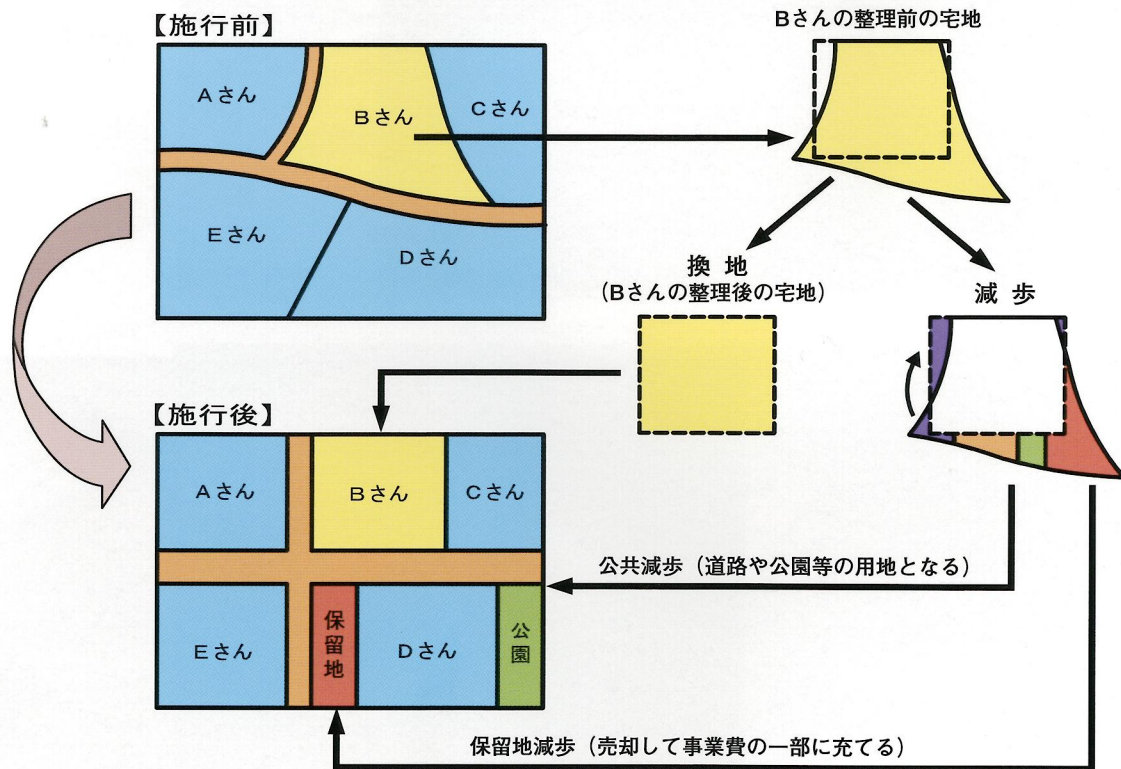 【施行前】
Aさん
Bさん
Cさん
Eさん
Dさん
Bさんの整理前の宅地
換 地
(Bさんの整理後の宅地)
減 歩
【施行後】
Aさん
Bさん
Cさん
Eさん
保留地
Dさん
公園
公共減歩(道路や公園等の用地となる)
保留地減歩(売却して事業費の一部に充てる)